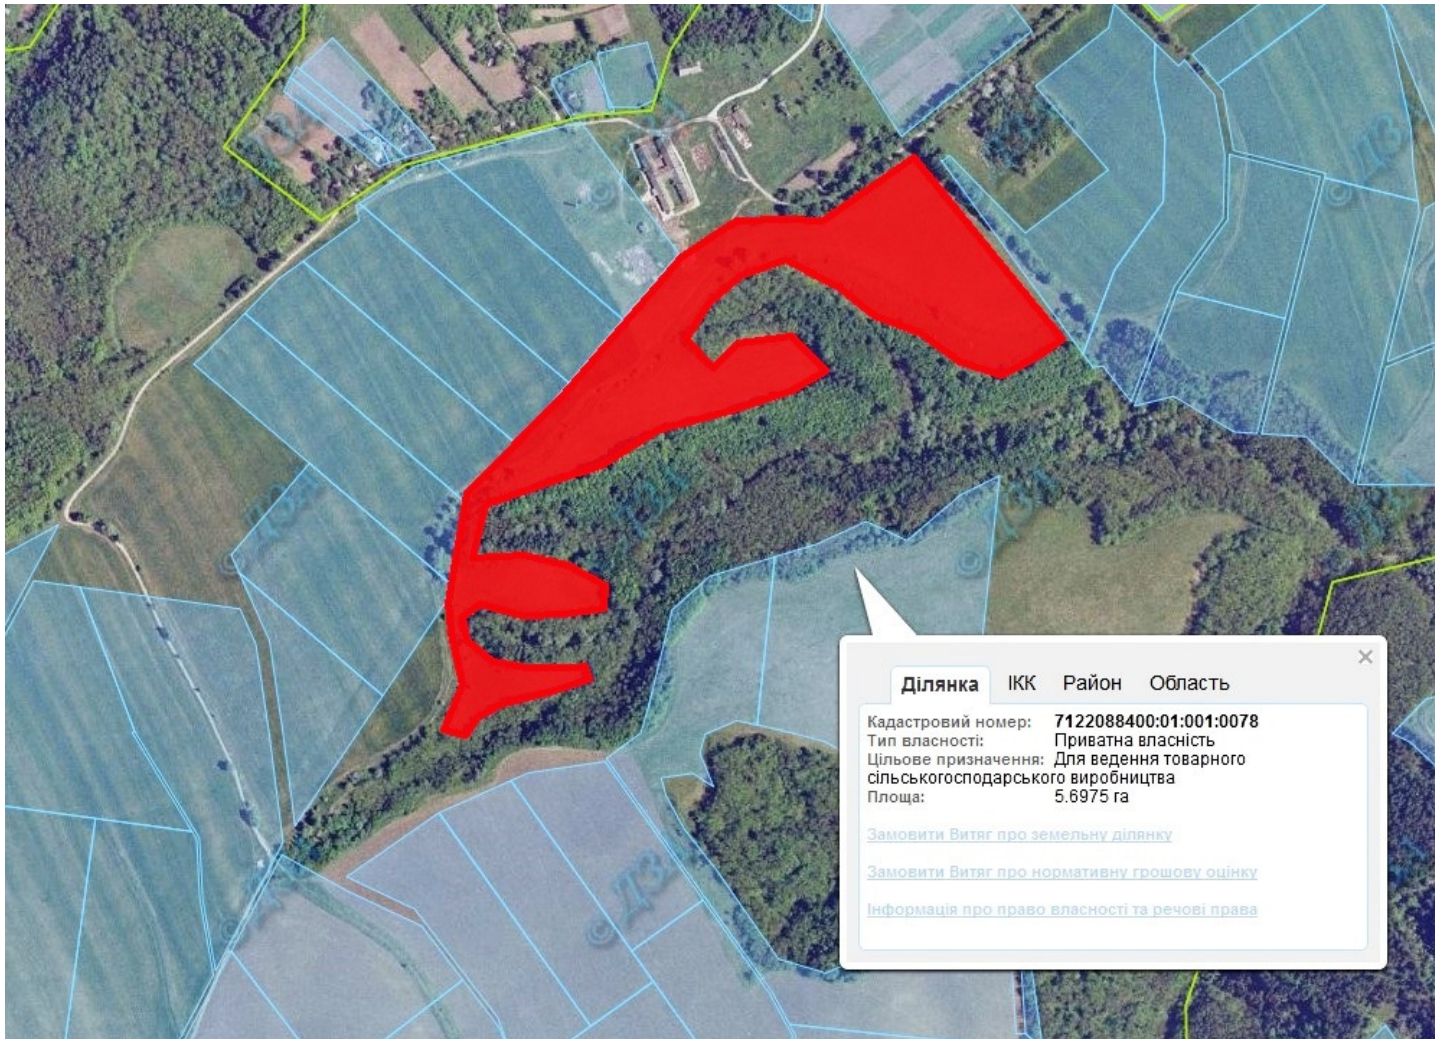 Ділянка ІКК Район Область
Кадастровий номер: 7122088400:01:001:0078
Тип власності: Приватна власність
Цільове призначення: Для ведення товарного
сільськогосподарського виробництва
Площа: 5.6975 га
Замовити Витяг про земельну ділянку
Замовити Витяг про нормативну грошову оцінку
Інформація про право власності та речові права